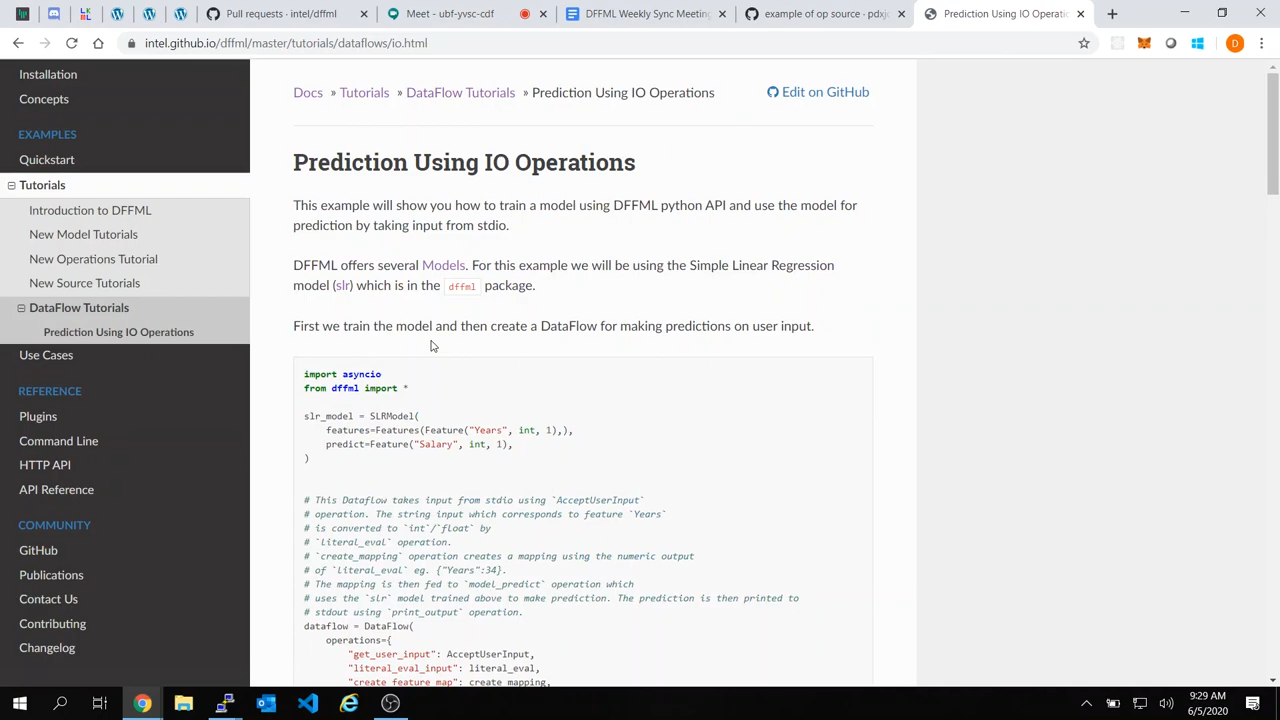 Pull requests · intel/dffml
Meet - ubf-yysc-cdf
DFFML Weekly Sync Meeting
example of op source - pdxjc
Prediction Using IO Operatic
intel.github.io/dffml/master/tutorials/dataflows/io.html
D
Installation
Concepts
EXAMPLES
Quickstart
Tutorials
Introduction to DFFML
New Model Tutorials
New Operations Tutorial
New Source Tutorials
DataFlow Tutorials
Prediction Using IO Operations
Use Cases
REFERENCE
Plugins
Command Line
HTTP API
API Reference
COMMUNITY
GitHub
Publications
Contact Us
Contributing
Changelog
Docs » Tutorials » DataFlow Tutorials » Prediction Using IO Operations
Edit on GitHub
Prediction Using IO Operations
This example will show you how to train a model using DFFML python API and use the model for
prediction by taking input from stdio.
DFFML offers several Models. For this example we will be using the Simple Linear Regression
model (slr) which is in the dffml package.
First we train the model and then create a DataFlow for making predictions on user input.
import asyncio
from dffml import *
slr_model = SLRModel(
features=Features(Feature("Years", int, 1),),
predict=Feature("Salary", int, 1),
)
# This Dataflow takes input from stdio using `AcceptUserInput`
# operation. The string input which corresponds to feature `Years`
# is converted to `int`/`float` by
# `literal_eval` operation.
# `create_mapping` operation creates a mapping using the numeric output
# of `literal_eval` eg. {"Years":34}.
# The mapping is then fed to `model_predict` operation which
# uses the `slr` model trained above to make prediction. The prediction is then printed to
# stdout using `print_output` operation.
dataflow = DataFlow(
operations={
"get_user_input": AcceptUserInput,
"literal_eval_input": literal_eval,
"create_feature_map": create_mapping,
9:29 AM
6/5/2020